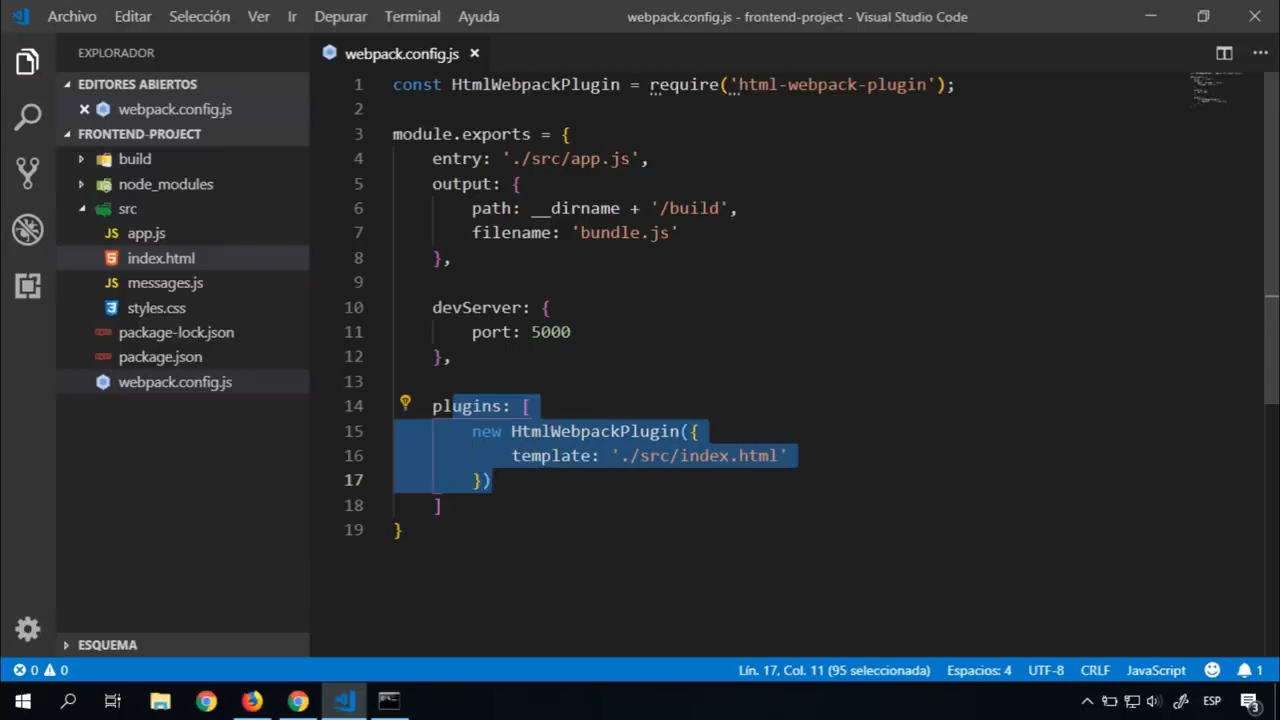 Archivo Editar Selección Ver Ir Depurar Terminal Ayuda webpack.config.js - frontend-project - Visual Studio Code
EXPLORADOR
EDITORES ABIERTOS
webpack.config.js
FRONTEND-PROJECT
build
node_modules
src
app.js
index.html
messages.js
styles.css
package-lock.json
package.json
webpack.config.js
ESQUEMA
webpack.config.js
1 const HtmlWebpackPlugin = require('html-webpack-plugin');
2
3 module.exports = {
4 entry: './src/app.js',
5 output: {
6 path: __dirname + '/build',
7 filename: 'bundle.js'
8 },
9
10 devServer: {
11 port: 5000
12 },
13
14 plugins: [
15 new HtmlWebpackPlugin({
16 template: './src/index.html'
17 })
18 ]
19 }
0 0 Lín. 17, Col. 11 (95 seleccionada) Espacios: 4 UTF-8 CRLF JavaScript 1
ESP 3